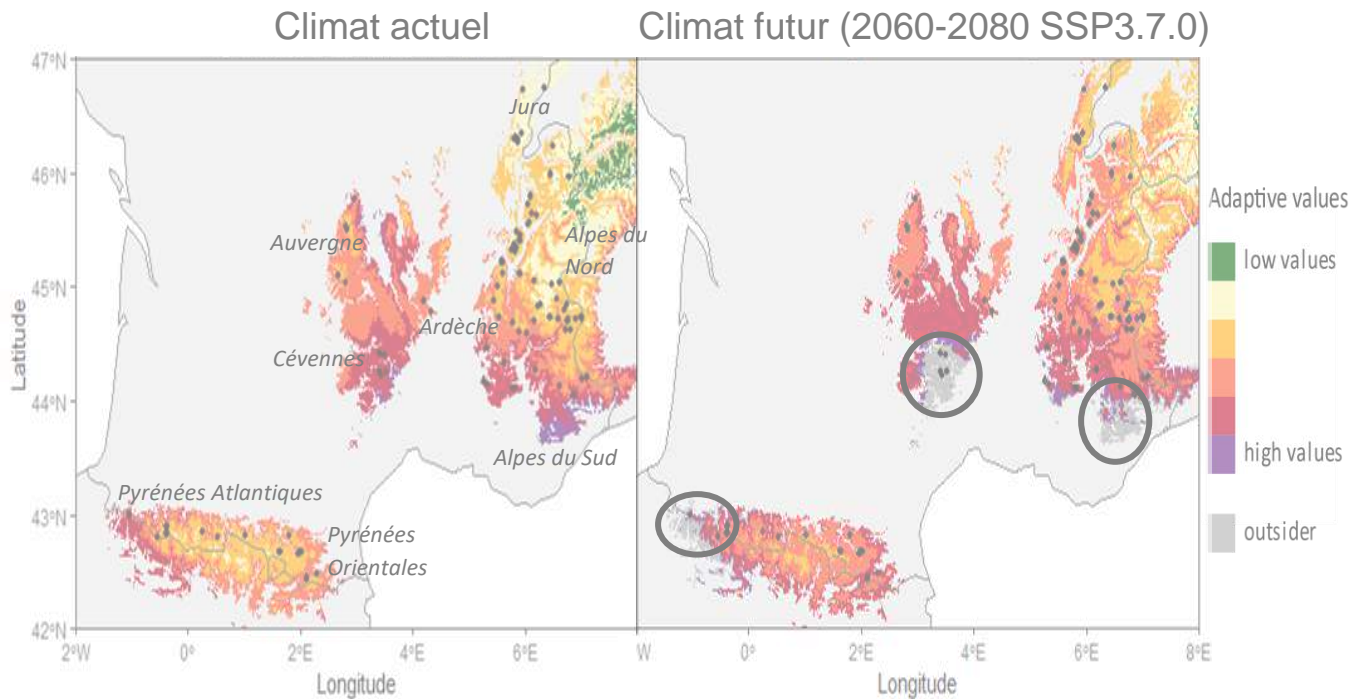 Climat actuel
Climat futur (2060-2080 SSP3.7.0)
47°N
46°N
45°N
44°N
43°N
42°N
Latitude
Jura
Auvergne
Alpes du
Nord
Ardèche
Cévennes
Alpes du Sud
Pyrénées Atlantiques
Pyrénées
Orientales
2°W
0°
2°E
4°E
6°E
Longitude
W
0°
2°E
4°E
6°E
8°E
Longitude
Adaptive values
low values
high values
outsider